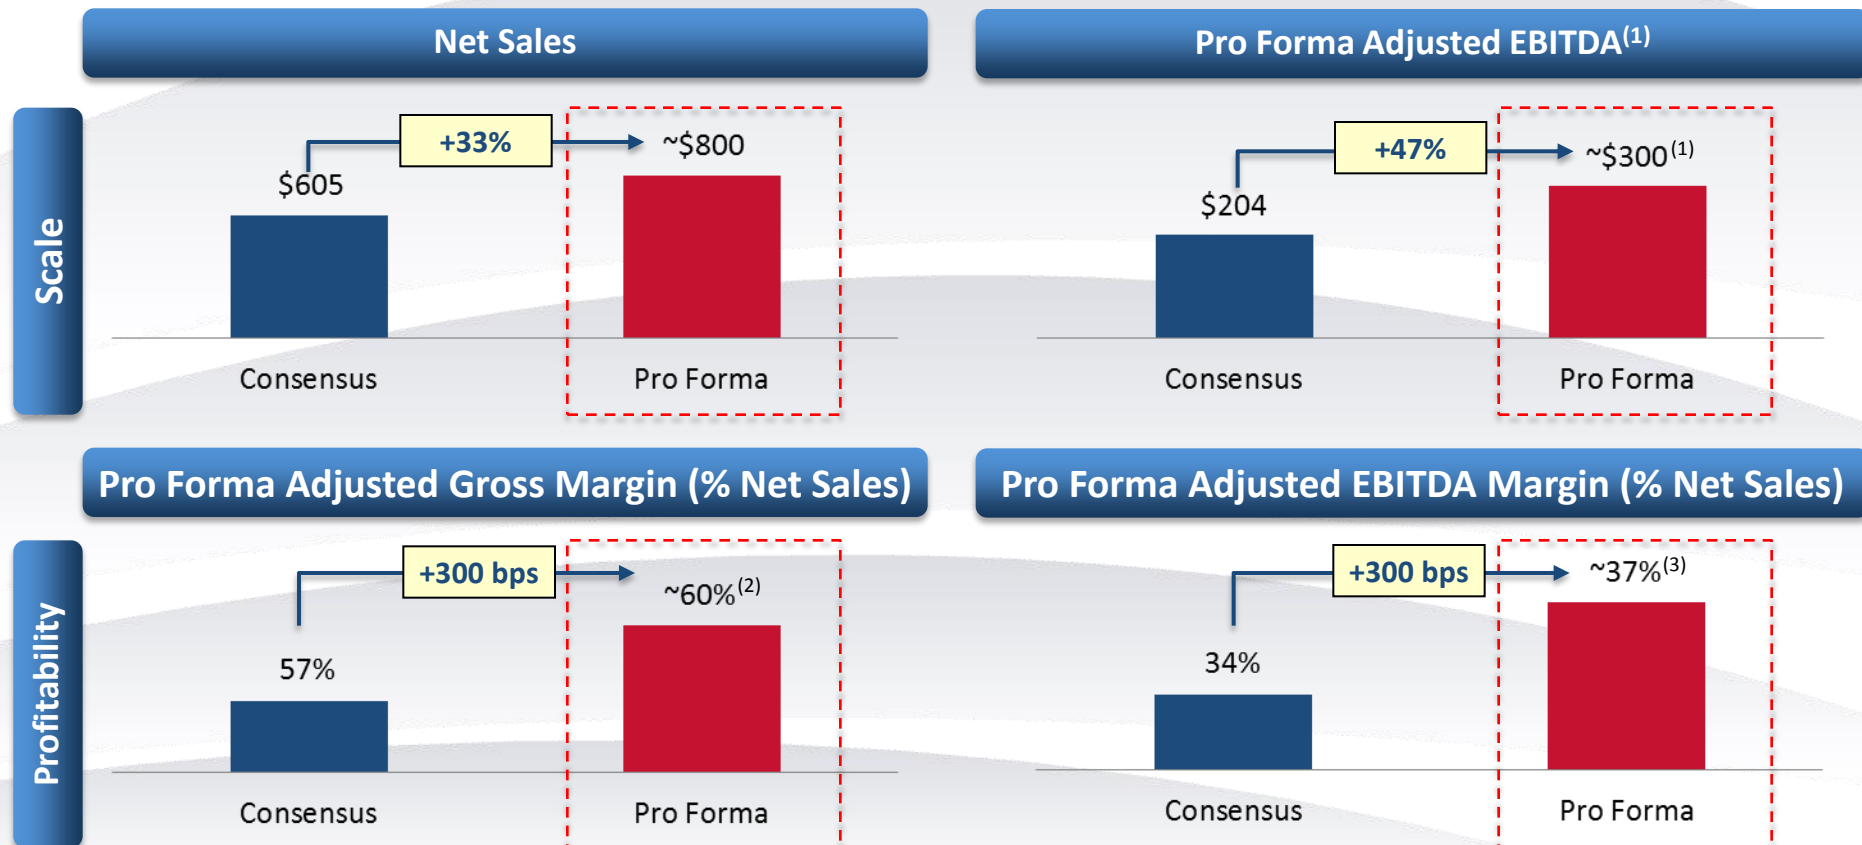 Net Sales
Pro Forma Adjusted EBITDA(1)
Scale
+33%
~$800
$605
Consensus
Pro Forma
+47%
~$300(1)
$204
Consensus
Pro Forma
Pro Forma Adjusted Gross Margin (% Net Sales)
Pro Forma Adjusted EBITDA Margin (% Net Sales)
Profitability
+300 bps
~60%(2)
57%
Consensus
Pro Forma
+300 bps
~37%(3)
34%
Consensus
Pro Forma